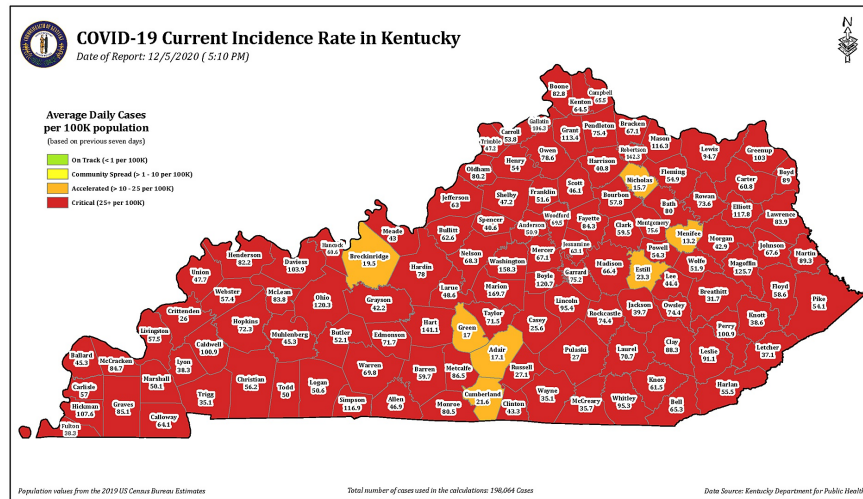 COVID-19 Current Incidence Rate in Kentucky
Date of Report: 12/5/2020 ( 5:10 PM)
N
Average Daily Cases
per 100K population
(based on previous seven days)
On Track (< 1 per 100K)
Community Spread (> 1 - 10 per 100K)
Accelerated (> 10 - 25 per 100K)
Critical (25+ per 100K)
Boone
82.8
Campbell
65.5
Kenton
64.5
Gallatin
106.3
Carroll
53.8
Trimble
47.2
Grant
113.4
Pendleton
75.4
Bracken
67.1
Mason
116.3
Robertson
142.3
Lewis
94.7
Greenup
103
Boyd
89
Carter
60.8
Owen
78.6
Henry
54
Oldham
80.2
Harrison
40.8
Nicholas
15.7
Fleming
54.9
Rowan
73.6
Elliott
117.8
Lawrence
83.9
Jefferson
63
Shelby
47.2
Franklin
51.6
Scott
46.1
Bourbon
57.8
Bath
80
Montgomery
75.6
Menifee
13.2
Morgan
42.9
Johnson
67.6
Martin
89.3
Spencer
40.6
Anderson
50.9
Woodford
69.5
Fayette
84.3
Clark
59.5
Powell
54.3
Wolfe
51.9
Magoffin
125.7
Bullitt
62.6
Meade
43
Hancock
Breckinridge
19.5
Hardin
78
Nelson
68.3
Washington
158.3
Mercer
67.1
Jessamine
63.1
Madison
66.4
Estill
23.3
Lee
44.4
Breathitt
31.7
Floyd
58.6
Pike
54.1
Henderson
82.2
Daviess
103.9
Union
47.7
Webster
57.4
McLean
83.8
Ohio
120.3
Grayson
42.2
Larue
48.6
Marion
169.7
Boyle
120.7
Garrard
75.2
Lincoln
95.4
Rockcastle
74.4
Jackson
39.7
Owsley
74.4
Perry
100.9
Knott
38.6
Letcher
37.1
Crittenden
26
Livingston
57.5
Hopkins
72.3
Muhlenberg
45.3
Butler
52.1
Edmonson
71.7
Hart
141.1
Green
17
Taylor
71.5
Casey
25.6
Adair
17.1
Pulaski
27
Laurel
70.7
Clay
88.3
Leslie
91.1
Harlan
55.5
Ballard
45.3
McCracken
84.7
Lyon
38.3
Caldwell
100.9
Marshall
50.1
Carlisle
57
Hickman
107.6
Fulton
Graves
85.1
Calloway
64.1
Trigg
35.1
Christian
56.2
Todd
50
Logan
50.6
Warren
69.8
Simpson
116.9
Allen
46.9
Barren
59.7
Metcalfe
86.5
Monroe
80.5
Cumberland
21.6
Russell
27.1
Clinton
43.3
Wayne
35.1
McCreary
35.7
Whitley
95.3
Knox
61.5
Bell
65.3
Population values from the 2019 US Census Bureau Estimates
Total number of cases used in the calculations: 198,064 Cases
Data Source: Kentucky Department for Public Health